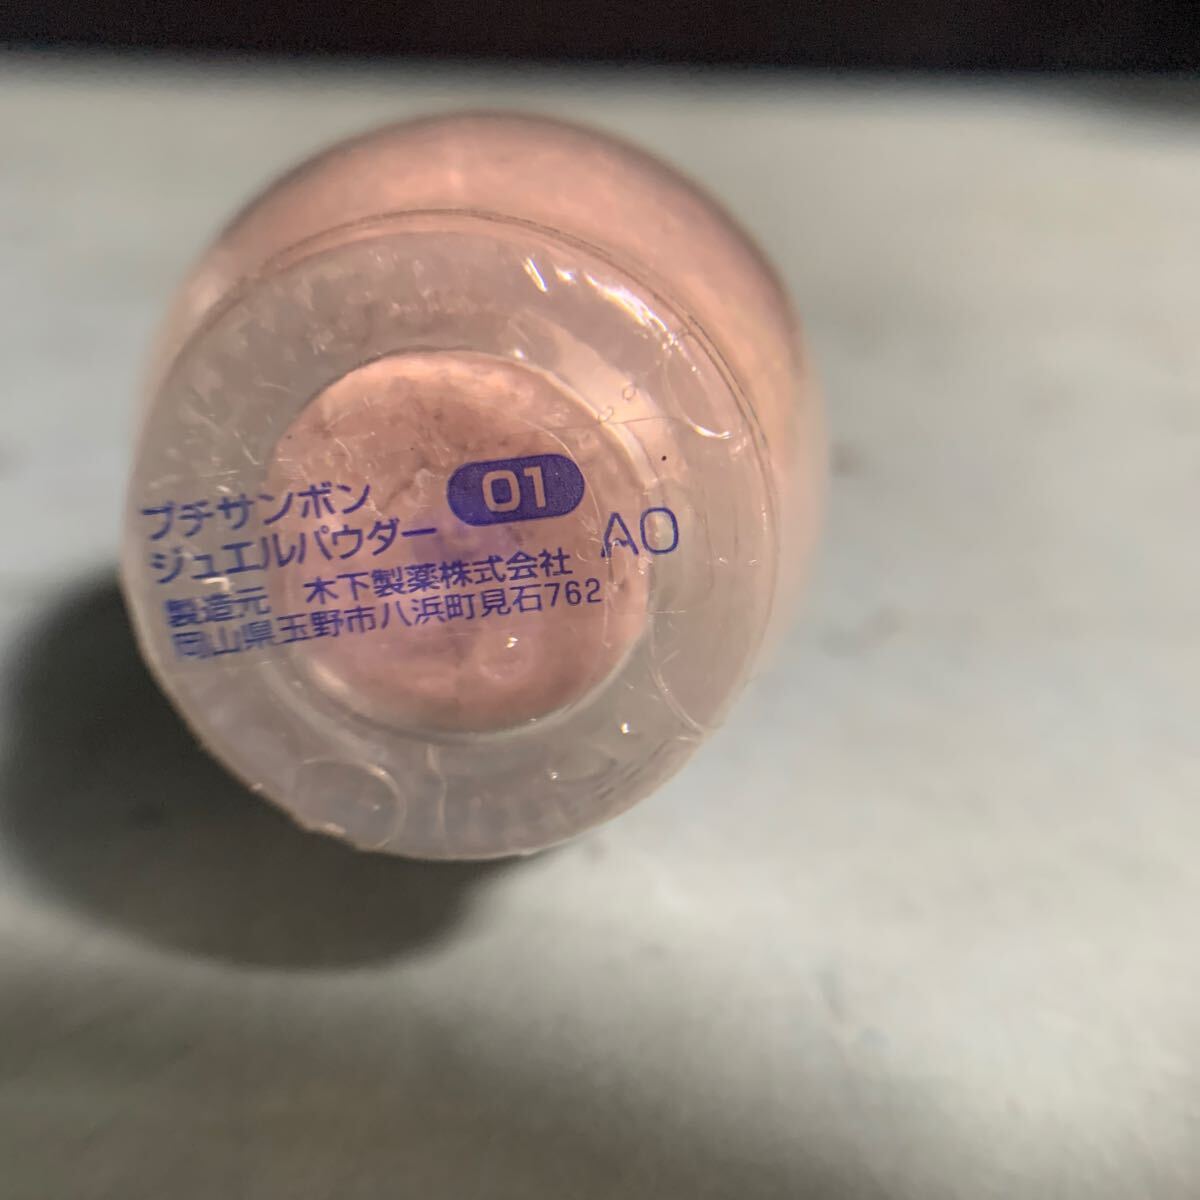 プチサンボン
ジュエルパウダー 01
製造元 木下製薬株式会社 A0
岡山県玉野市八浜町見石762